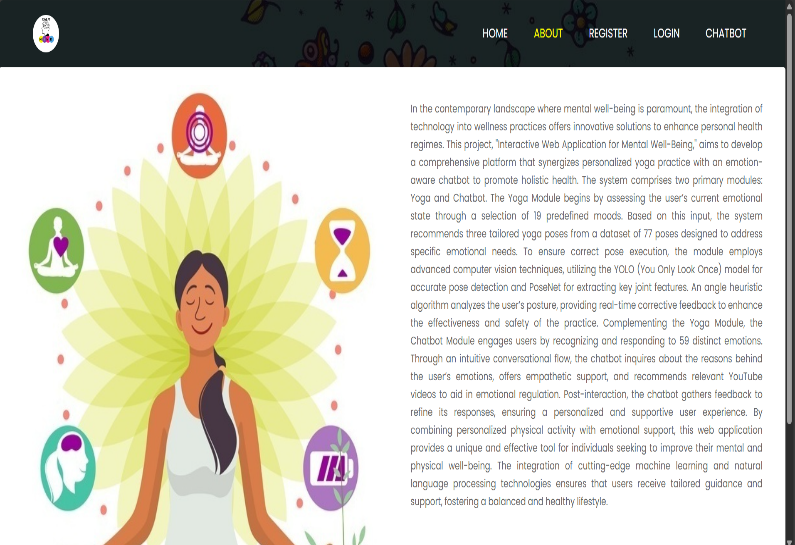 HOME ABOUT REGISTER LOGIN CHATBOT
In the contemporary landscape where mental well-being is paramount, the integration of
technology into wellness practices offers innovative solutions to enhance personal health
regimes. This project, "Interactive Web Application for Mental Well-Being," aims to develop
a comprehensive platform that synergizes personalized yoga practice with an emotion-
aware chatbot to promote holistic health. The system comprises two primary modules:
Yoga and Chatbot. The Yoga Module begins by assessing the user's current emotional
state through a selection of 19 predefined moods. Based on this input, the system
recommends three tailored yoga poses from a dataset of 77 poses designed to address
specific emotional needs. To ensure correct pose execution, the module employs
advanced computer vision techniques, utilizing the YOLO (You Only Look Once) model for
accurate pose detection and PoseNet for extracting key joint features. An angle heuristic
algorithm analyzes the user's posture, providing real-time corrective feedback to enhance
the effectiveness and safety of the practice. Complementing the Yoga Module, the
Chatbot Module engages users by recognizing and responding to 59 distinct emotions.
Through an intuitive conversational flow, the chatbot inquires about the reasons behind
the user's emotions, offers empathetic support, and recommends relevant YouTube
videos to aid in emotional regulation. Post-interaction, the chatbot gathers feedback to
refine its responses, ensuring a personalized and supportive user experience. By
combining personalized physical activity with emotional support, this web application
provides a unique and effective tool for individuals seeking to improve their mental and
physical well-being. The integration of cutting-edge machine learning and natural
language processing technologies ensures that users receive tailored guidance and
support, fostering a balanced and healthy lifestyle.